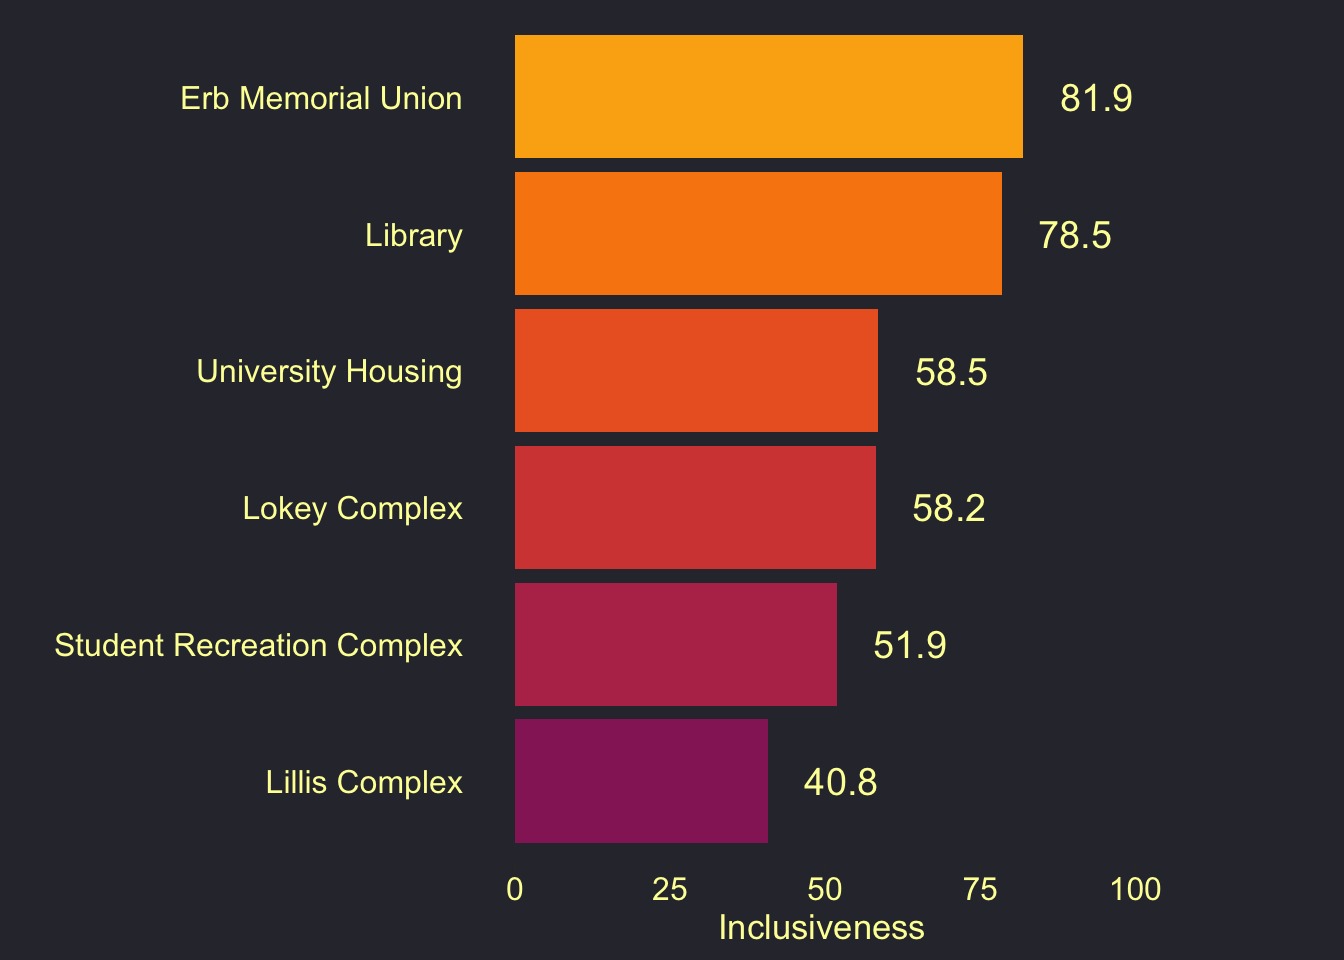 Erb Memorial Union 81.9
Library 78.5
University Housing 58.5
Lokey Complex 58.2
Student Recreation Complex 51.9
Lillis Complex 40.8
0 25 50 75 100
Inclusiveness